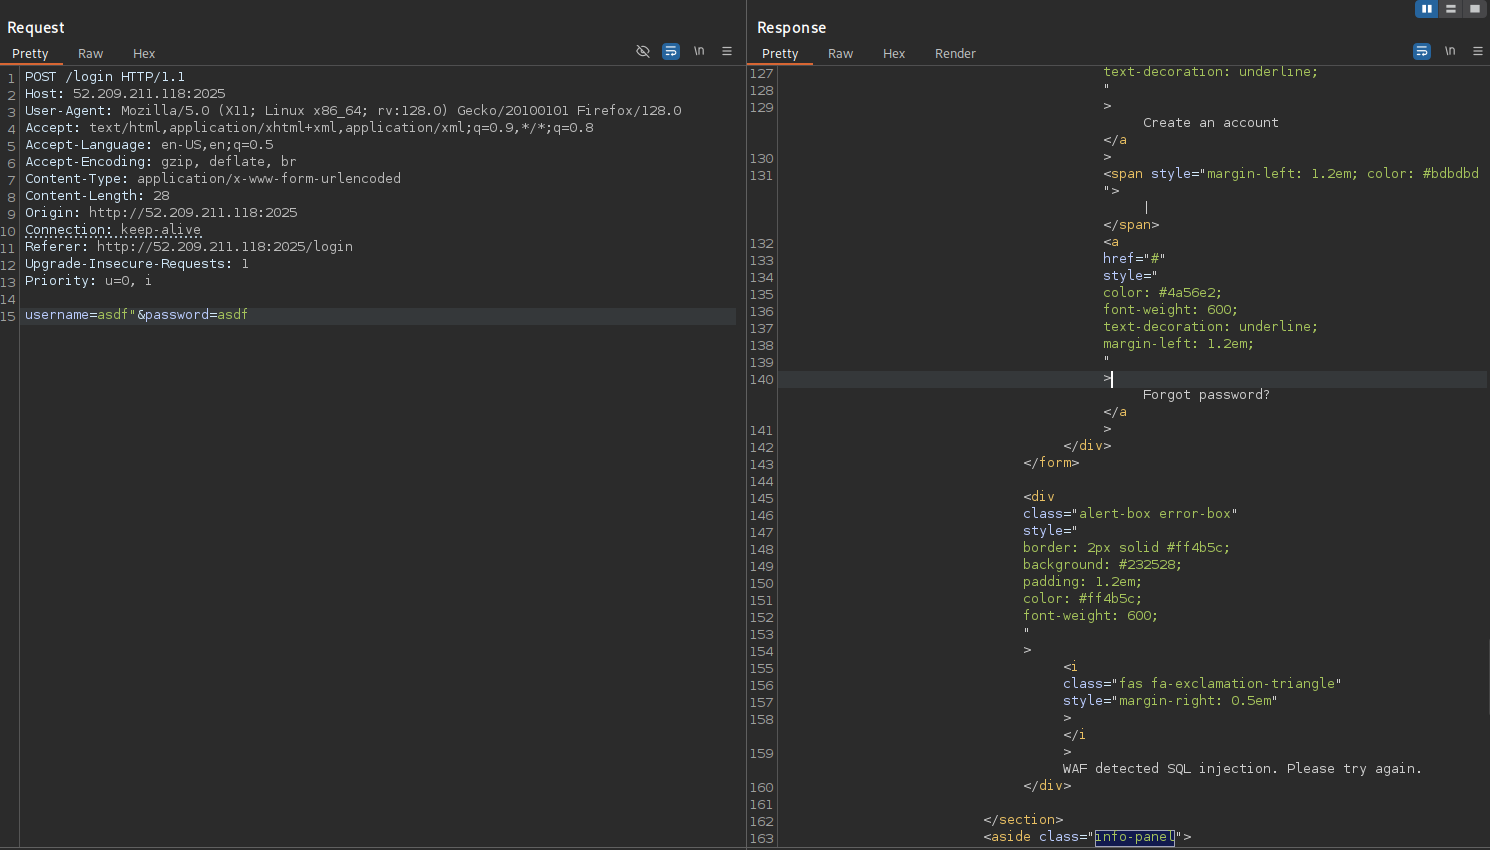 Request
Pretty Raw Hex \n
1 POST /login HTTP/1.1
2 Host: 52.209.211.118:2025
3 User-Agent: Mozilla/5.0 (X11; Linux x86_64; rv:128.0) Gecko/20100101 Firefox/128.0
4 Accept: text/html,application/xhtml+xml,application/xml;q=0.9,*/*;q=0.8
5 Accept-Language: en-US,en;q=0.5
6 Accept-Encoding: gzip, deflate, br
7 Content-Type: application/x-www-form-urlencoded
8 Content-Length: 28
9 Origin: http://52.209.211.118:2025
10 Connection: keep-alive
11 Referer: http://52.209.211.118:2025/login
12 Upgrade-Insecure-Requests: 1
13 Priority: u=0, i
14
15 username=asdf"&password=asdf
Response
Pretty Raw Hex Render \n
127 text-decoration: underline;
128 "
129 >
Create an account
</a
130 >
131 <span style="margin-left: 1.2em; color: #bdbdbd
">
|
</span>
132 <a
133 href="#"
134 style="
135 color: #4a56e2;
136 font-weight: 600;
137 text-decoration: underline;
138 margin-left: 1.2em;
139 "
140 >
Forgot password?
</a
141 >
142 </div>
143 </form>
144
145 <div
146 class="alert-box error-box"
147 style="
148 border: 2px solid #ff4b5c;
149 background: #232528;
150 padding: 1.2em;
151 color: #ff4b5c;
152 font-weight: 600;
153 "
154 >
155 <i
156 class="fas fa-exclamation-triangle"
157 style="margin-right: 0.5em"
158 >
</i
159 >
WAF detected SQL injection. Please try again.
160 </div>
161
162 </section>
163 <aside class="info-panel">